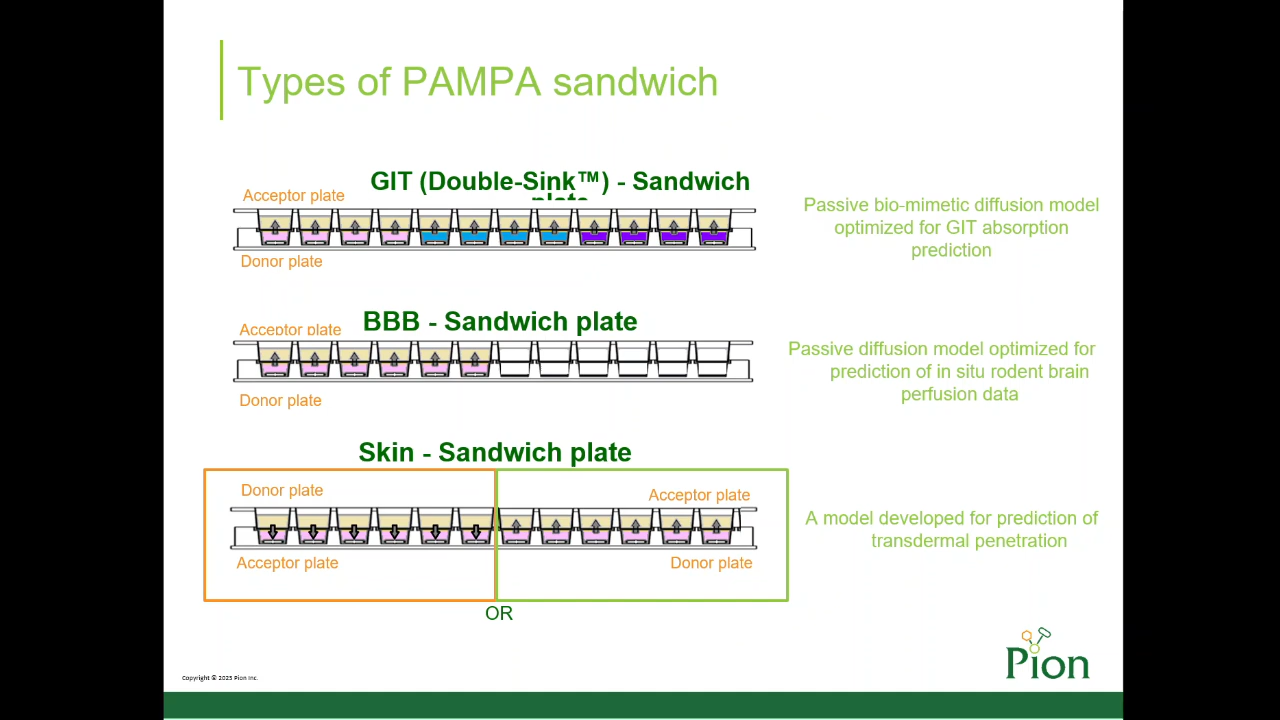 Types of PAMPA sandwich
GIT (Double-Sink™) - Sandwich
plate
Acceptor plate
Donor plate
Passive bio-mimetic diffusion model
optimized for GIT absorption
prediction
BBB - Sandwich plate
Acceptor plate
Donor plate
Passive diffusion model optimized for
prediction of in situ rodent brain
perfusion data
Skin - Sandwich plate
Donor plate
Acceptor plate
Acceptor plate
Donor plate
OR
A model developed for prediction of
transdermal penetration
Pion
Copyright © 2023 Pion Inc.